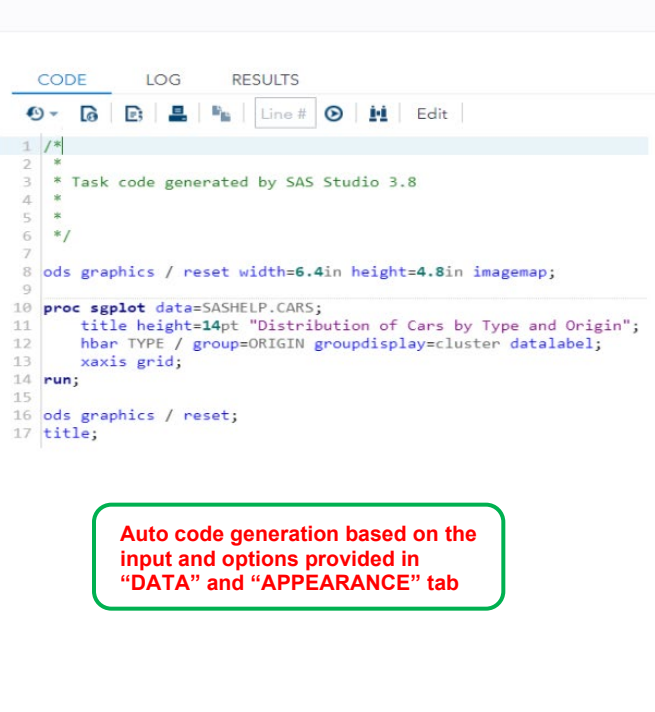 CODE LOG RESULTS
Line # Edit
1 /*
2 *
3 * Task code generated by SAS Studio 3.8
4 *
5 *
6 */
7
8 ods graphics / reset width=6.4in height=4.8in imagemap;
9
10 proc sgplot data=SASHELP.CARS;
11 title height=14pt "Distribution of Cars by Type and Origin";
12 hbar TYPE / group=ORIGIN groupdisplay=cluster datalabel;
13 xaxis grid;
14 run;
15
16 ods graphics / reset;
17 title;
Auto code generation based on the
input and options provided in
“DATA” and “APPEARANCE” tab